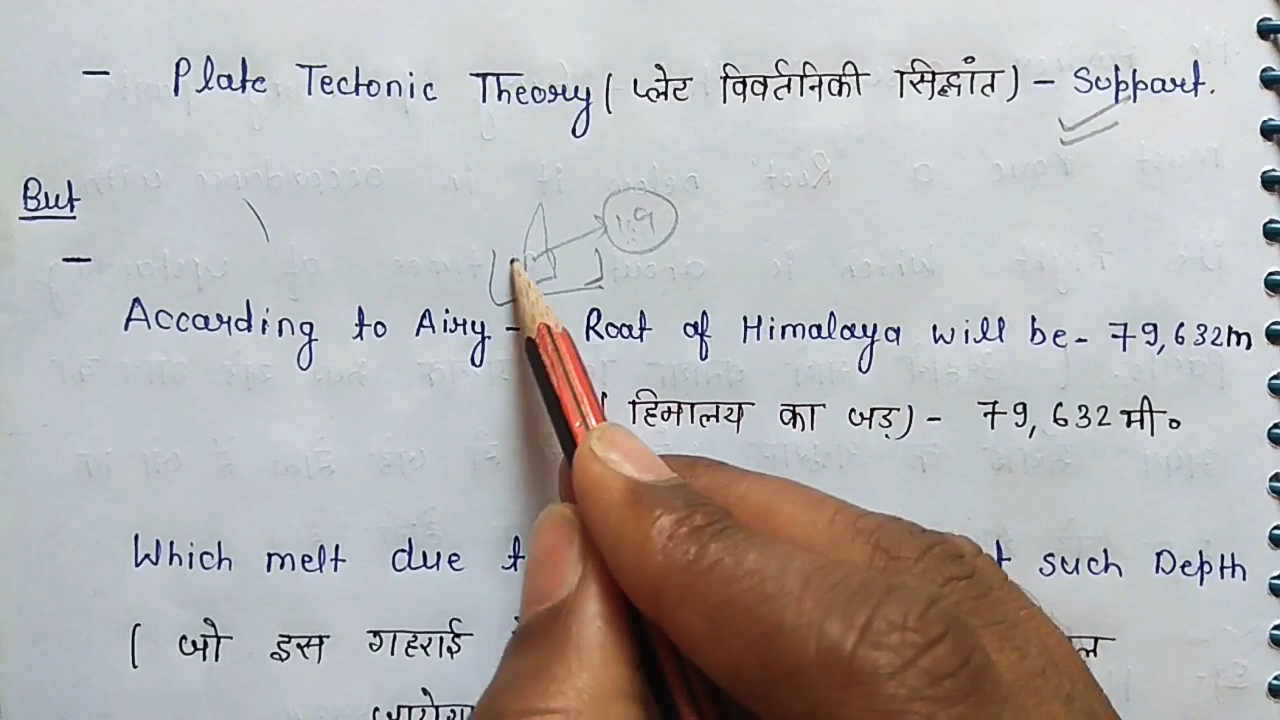 - Plate Tectonic Theory (प्लेट विवर्तनिकी सिद्धांत) - Support.
But
1:9
- According to Airy - Root of Himalaya will be - 79,632m
( हिमालय का जड़) - 79,632 मी०
Which melt due such Depth
( जो इस गहराई